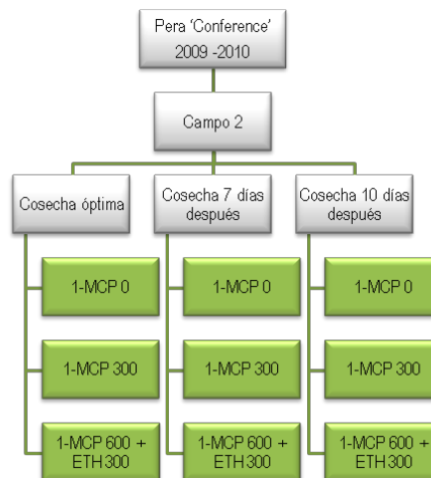 Pera ‘Conference’
2009 -2010
Campo 2
Cosecha óptima
Cosecha 7 días
después
Cosecha 10 días
después
1-MCP 0
1-MCP 0
1-MCP 0
1-MCP 300
1-MCP 300
1-MCP 300
1-MCP 600 +
ETH 300
1-MCP 600 +
ETH 300
1-MCP 600 +
ETH 300